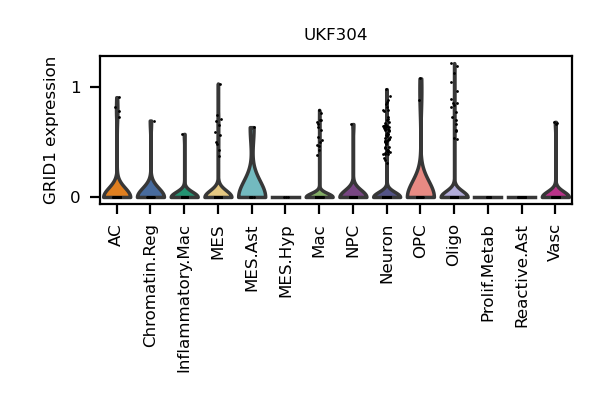 UKF304
GRID1 expression
1
0
AC
Chromatin.Reg
Inflammatory.Mac
MES
MES.Ast
MES.Hyp
Mac
NPC
Neuron
OPC
Oligo
Prolif.Metab
Reactive.Ast
Vasc